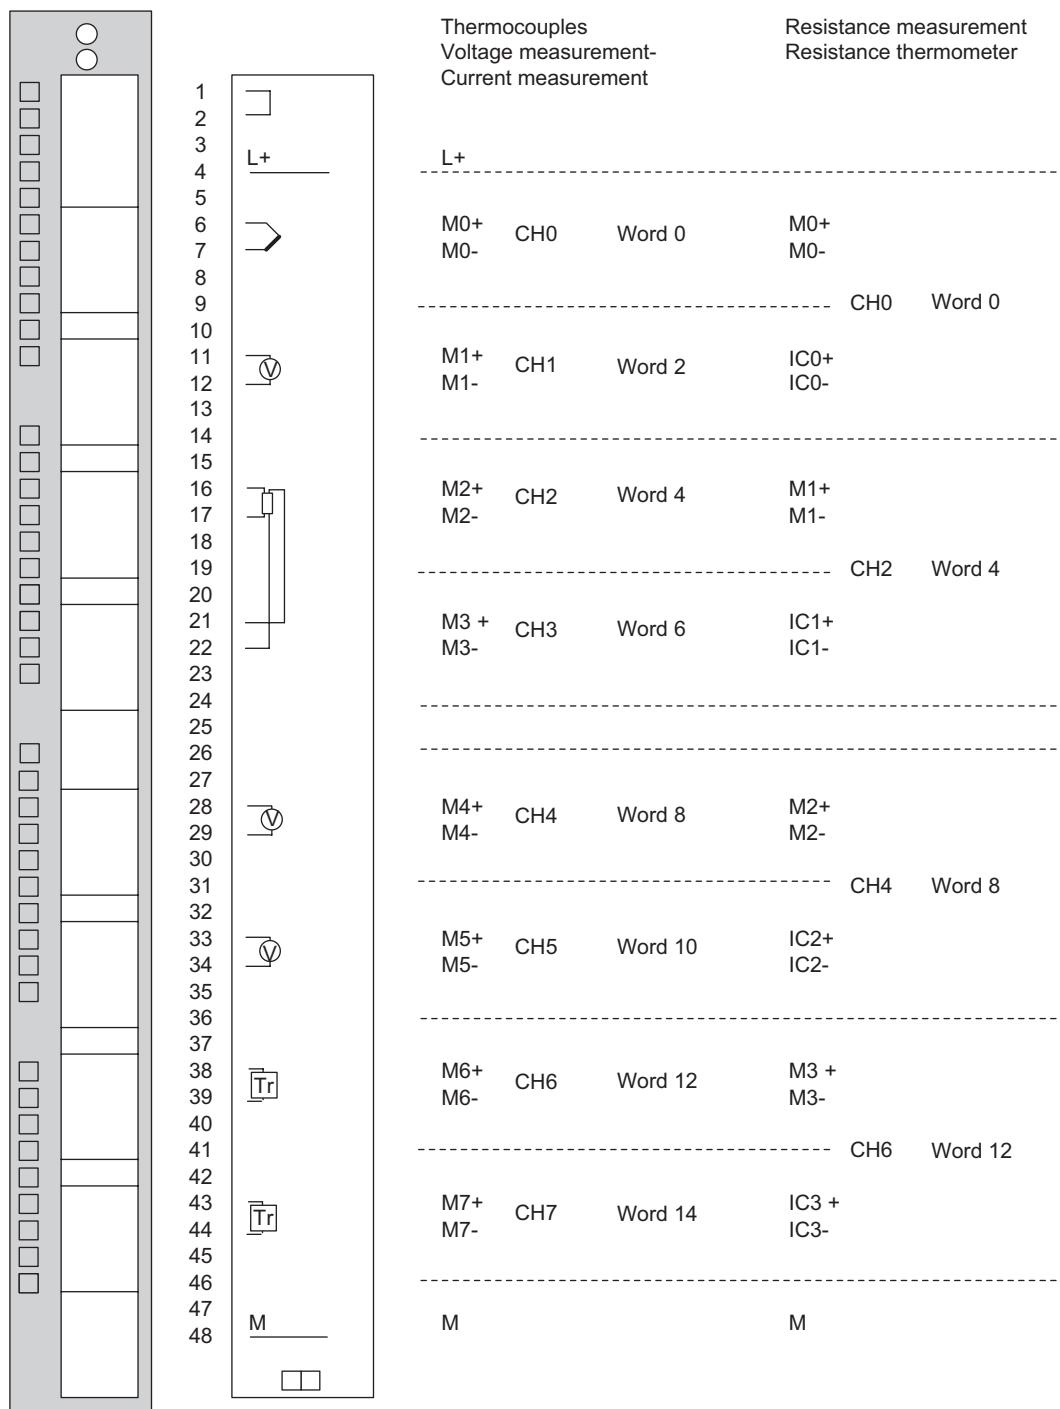 Thermocouples Resistance measurement
Voltage measurement- Resistance thermometer
Current measurement
1
2
3
L+ L+
4
5
6 M0+ M0+
CH0 Word 0
7 M0- M0-
8
9 CH0 Word 0
10
11 M1+ IC0+
V CH1 Word 2
12 M1- IC0-
13
14
15
16 M2+ CH2 Word 4 M1+
17 M2- M1-
18
19 CH2 Word 4
20
21 M3 + CH3 Word 6 IC1+
22 M3- IC1-
23
24
25
26
27
28 M4+ M2+
V CH4 Word 8
29 M4- M2-
30
31 CH4 Word 8
32
33 M5+ IC2+
V CH5 Word 10
34 M5- IC2-
35
36
37
38 M6+ M3 +
Tr CH6 Word 12
39 M6- M3-
40
41 CH6 Word 12
42
43 M7+ IC3 +
Tr CH7 Word 14
44 M7- IC3-
45
46
47
M M M
48